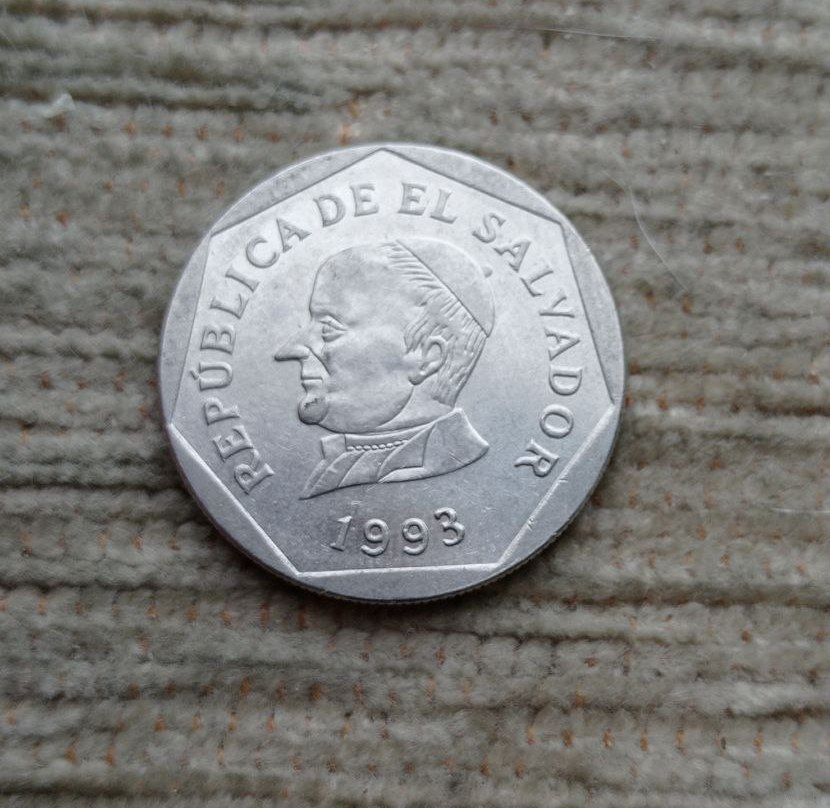 REPÚBLICA DE EL SALVADOR
1993